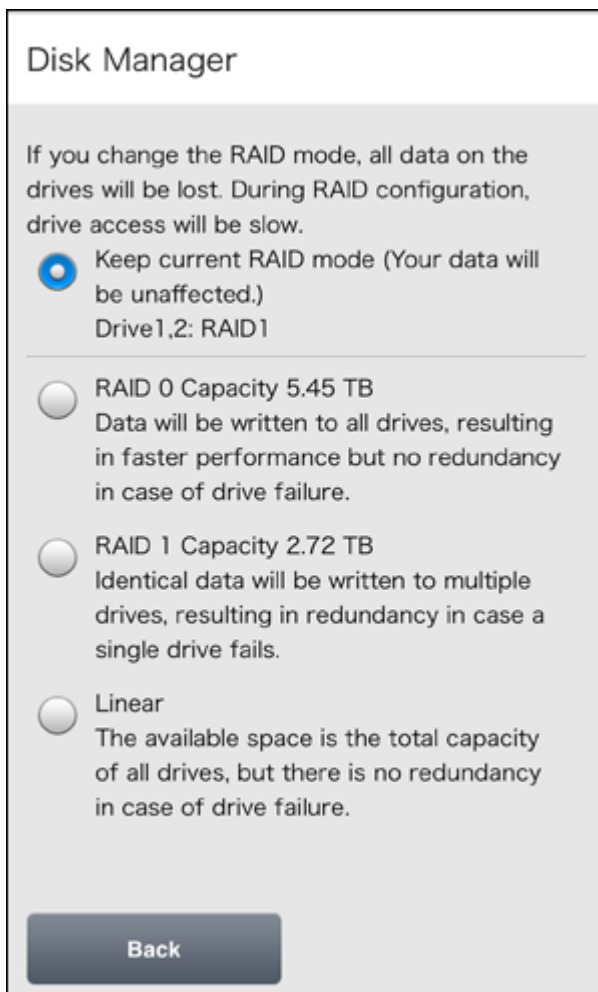 Disk Manager
If you change the RAID mode, all data on the
drives will be lost. During RAID configuration,
drive access will be slow.
Keep current RAID mode (Your data will
be unaffected.)
Drive1,2: RAID1
RAID 0 Capacity 5.45 TB
Data will be written to all drives, resulting
in faster performance but no redundancy
in case of drive failure.
RAID 1 Capacity 2.72 TB
Identical data will be written to multiple
drives, resulting in redundancy in case a
single drive fails.
Linear
The available space is the total capacity
of all drives, but there is no redundancy
in case of drive failure.
Back